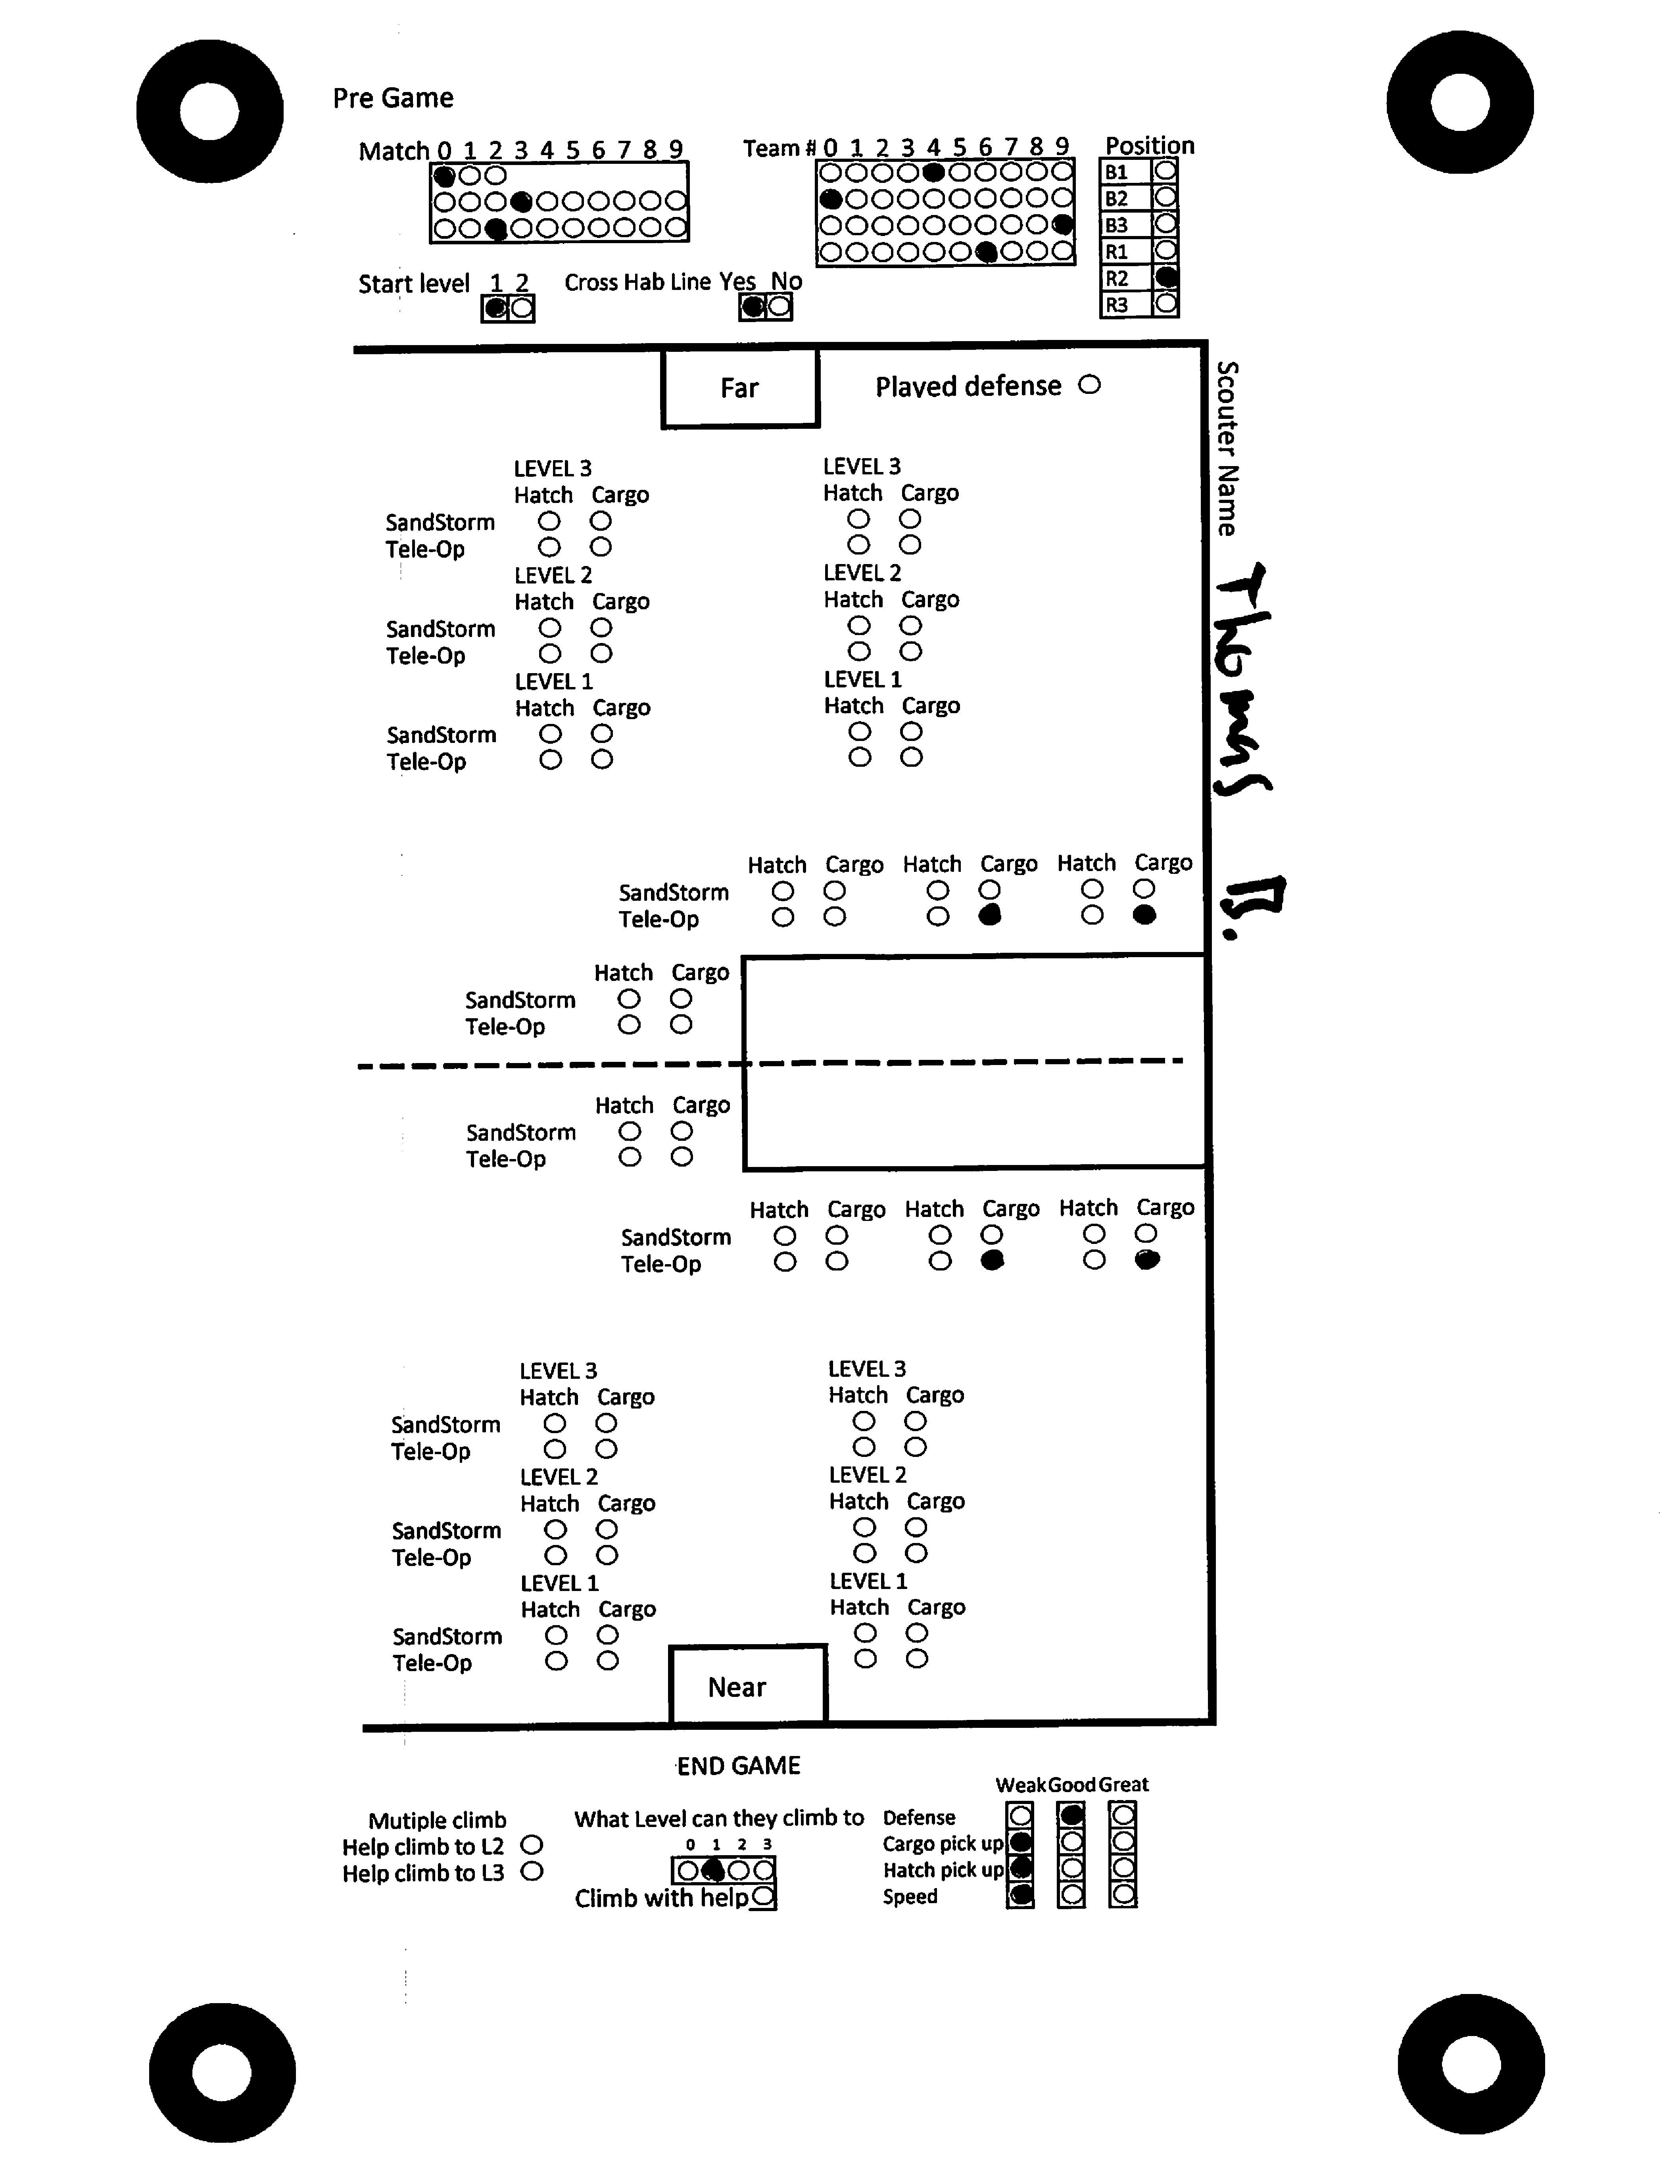 Pre Game
Match 0 1 2 3 4 5 6 7 8 9
Team # 0 1 2 3 4 5 6 7 8 9
Position
B1
B2
B3
R1
R2
R3
Start level 1 2
Cross Hab Line Yes No
Far
Played defense
Scouter Name Thomas B.
LEVEL 3 LEVEL 3
Hatch Cargo Hatch Cargo
SandStorm
Tele-Op
LEVEL 2 LEVEL 2
Hatch Cargo Hatch Cargo
SandStorm
Tele-Op
LEVEL 1 LEVEL 1
Hatch Cargo Hatch Cargo
SandStorm
Tele-Op
Hatch Cargo Hatch Cargo Hatch Cargo
SandStorm
Tele-Op
Hatch Cargo
SandStorm
Tele-Op
Hatch Cargo
SandStorm
Tele-Op
Hatch Cargo Hatch Cargo Hatch Cargo
SandStorm
Tele-Op
LEVEL 3 LEVEL 3
Hatch Cargo Hatch Cargo
SandStorm
Tele-Op
LEVEL 2 LEVEL 2
Hatch Cargo Hatch Cargo
SandStorm
Tele-Op
LEVEL 1 LEVEL 1
Hatch Cargo Hatch Cargo
SandStorm
Tele-Op
Near
END GAME
Mutiple climb
Help climb to L2
Help climb to L3
What Level can they climb to
0 1 2 3
Climb with help
Weak Good Great
Defense
Cargo pick up
Hatch pick up
Speed